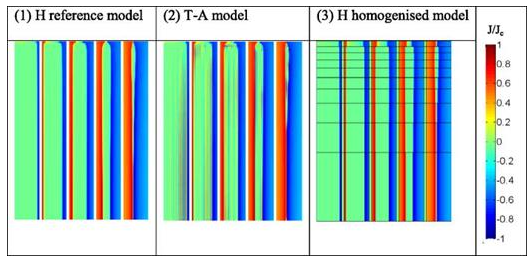 (1) H reference model
(2) T-A model
(3) H homogenised model
J/Jc
1
0.8
0.6
0.4
0.2
0
-0.2
-0.4
-0.6
-0.8
-1